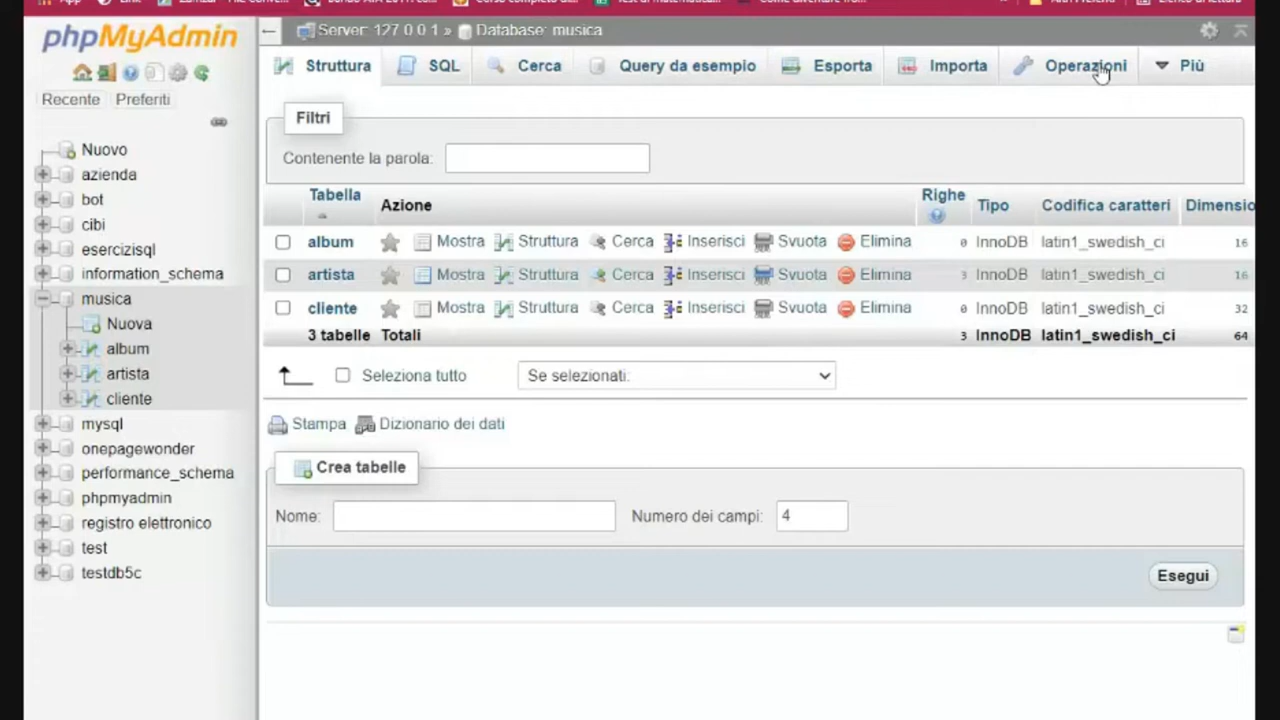 phpMyAdmin
Recente Preferiti
Nuovo
azienda
bot
cibi
esercizisql
information_schema
musica
Nuova
album
artista
cliente
mysql
onepagewonder
performance_schema
phpmyadmin
registro elettronico
test
testdb5c
Server: 127.0.0.1 » Database: musica
Struttura SQL Cerca Query da esempio Esporta Importa Operazioni Più
Filtri
Contenente la parola:
Tabella Azione Righe Tipo Codifica caratteri Dimensio
album Mostra Struttura Cerca Inserisci Svuota Elimina 0 InnoDB latin1_swedish_ci 16
artista Mostra Struttura Cerca Inserisci Svuota Elimina 3 InnoDB latin1_swedish_ci 16
cliente Mostra Struttura Cerca Inserisci Svuota Elimina 0 InnoDB latin1_swedish_ci 32
3 tabelle Totali 3 InnoDB latin1_swedish_ci 64
Seleziona tutto Se selezionati:
Stampa Dizionario dei dati
Crea tabelle
Nome: Numero dei campi: 4
Esegui